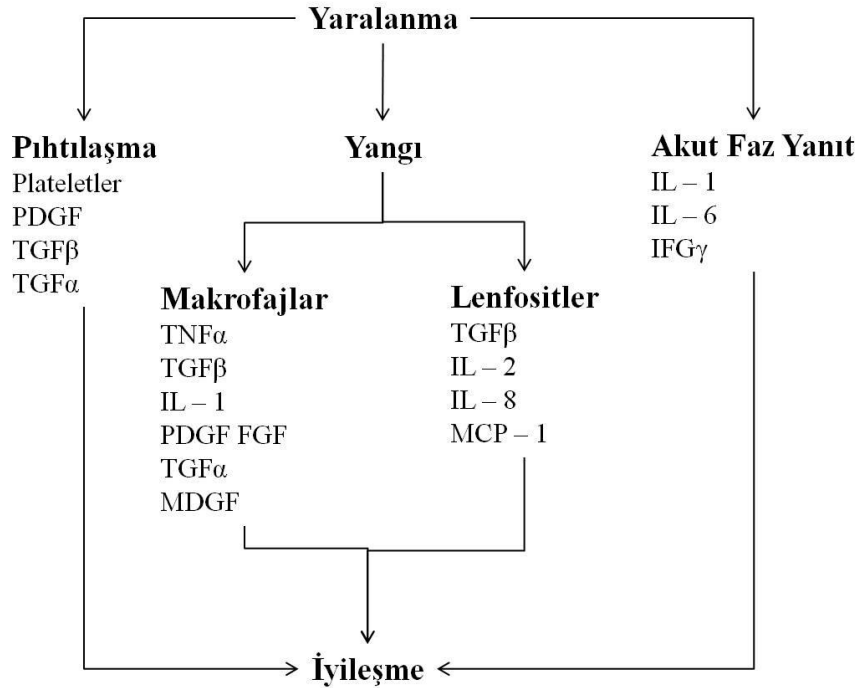 Yaralanma
Pıhtılaşma
Plateletler
PDGF
TGFβ
TGFα
Yangı
Akut Faz Yanıt
IL – 1
IL – 6
IFGγ
Makrofajlar
TNFα
TGFβ
IL – 1
PDGF FGF
TGFα
MDGF
Lenfositler
TGFβ
IL – 2
IL – 8
MCP – 1
İyileşme